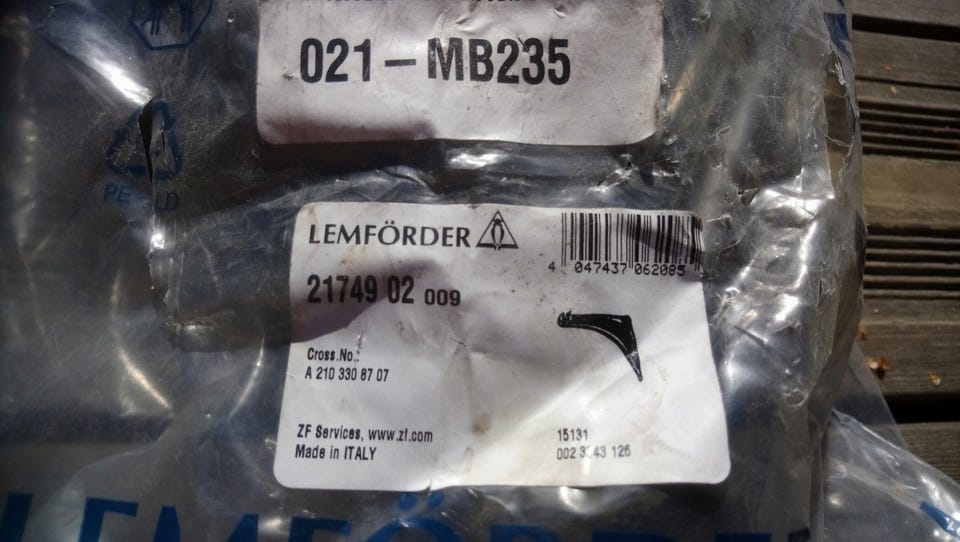 021-MB235
PE LD
LEMFÖRDER
4 047437 062085
21749 02 009
Cross.No.:
A 210 330 87 07
ZF Services, www.zf.com
Made in ITALY
15131
002 126
LEMFÖRDER